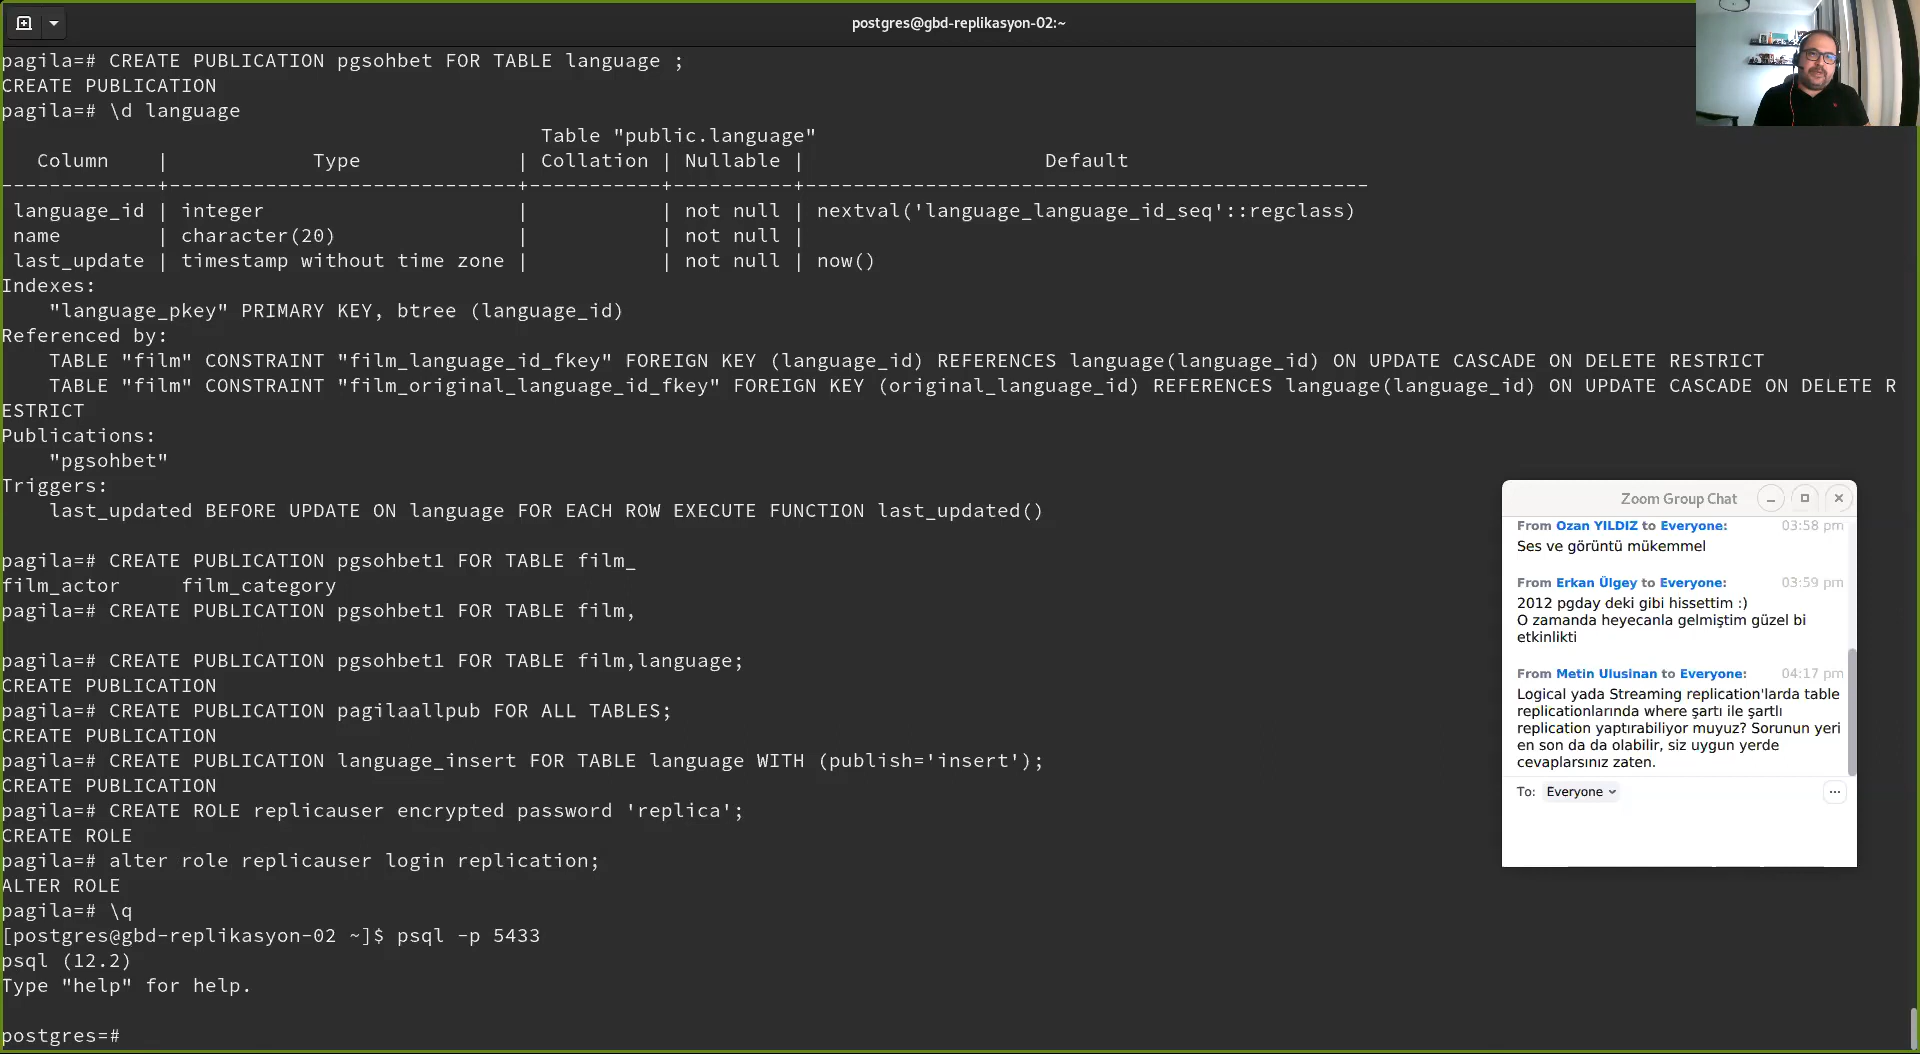 postgres@gbd-replikasyon-02:~
pagila=# CREATE PUBLICATION pgsohbet FOR TABLE language ;
CREATE PUBLICATION
pagila=# \d language
Table "public.language"
Column | Type | Collation | Nullable | Default
-------------+-----------------------------+-----------+----------+-----------------------------------------------
language_id | integer | | not null | nextval('language_language_id_seq'::regclass)
name | character(20) | | not null |
last_update | timestamp without time zone | | not null | now()
Indexes:
"language_pkey" PRIMARY KEY, btree (language_id)
Referenced by:
TABLE "film" CONSTRAINT "film_language_id_fkey" FOREIGN KEY (language_id) REFERENCES language(language_id) ON UPDATE CASCADE ON DELETE RESTRICT
TABLE "film" CONSTRAINT "film_original_language_id_fkey" FOREIGN KEY (original_language_id) REFERENCES language(language_id) ON UPDATE CASCADE ON DELETE R
ESTRICT
Publications:
"pgsohbet"
Triggers:
last_updated BEFORE UPDATE ON language FOR EACH ROW EXECUTE FUNCTION last_updated()
pagila=# CREATE PUBLICATION pgsohbet1 FOR TABLE film_
film_actor film_category
pagila=# CREATE PUBLICATION pgsohbet1 FOR TABLE film,
pagila=# CREATE PUBLICATION pgsohbet1 FOR TABLE film,language;
CREATE PUBLICATION
pagila=# CREATE PUBLICATION pagilaallpub FOR ALL TABLES;
CREATE PUBLICATION
pagila=# CREATE PUBLICATION language_insert FOR TABLE language WITH (publish='insert');
CREATE PUBLICATION
pagila=# CREATE ROLE replicauser encrypted password 'replica';
CREATE ROLE
pagila=# alter role replicauser login replication;
ALTER ROLE
pagila=# \q
[postgres@gbd-replikasyon-02 ~]$ psql -p 5433
psql (12.2)
Type "help" for help.
postgres=#
Zoom Group Chat
From Ozan YILDIZ to Everyone: 03:58 pm
Ses ve görüntü mükemmel
From Erkan Ülgey to Everyone: 03:59 pm
2012 pgday deki gibi hissettim :)
O zamanda heyecanla gelmiştim güzel bi
etkinlikti
From Metin Ulusinan to Everyone: 04:17 pm
Logical yada Streaming replication'larda table
replicationlarında where şartı ile şartlı
replication yaptırabiliyor muyuz? Sorunun yeri
en son da da olabilir, siz uygun yerde
cevaplarsınız zaten.
To: Everyone